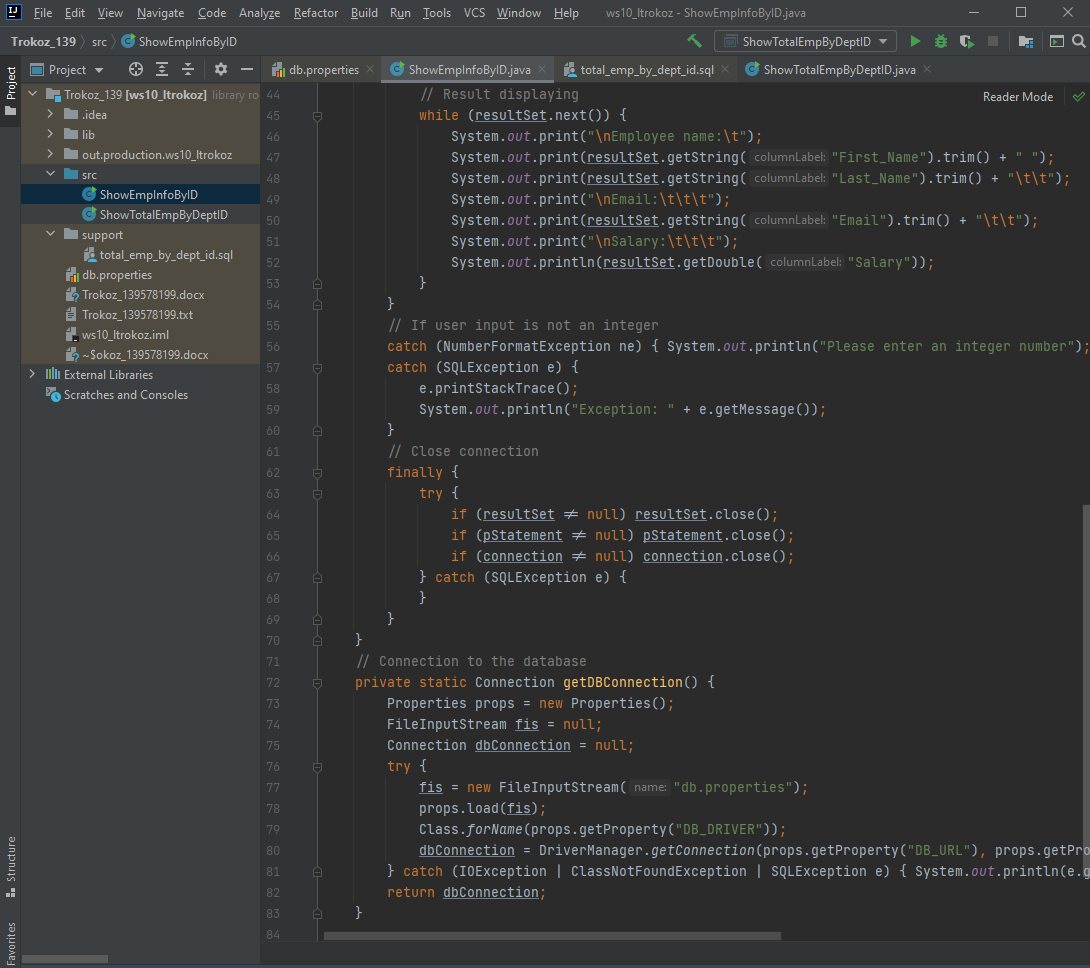 File Edit View Navigate Code Analyze Refactor Build Run Tools VCS Window Help ws10_ltrokoz - ShowEmpInfoByID.java
Trokoz_139 src ShowEmpInfoByID ShowTotalEmpByDeptID
Project db.properties ShowEmpInfoByID.java total_emp_by_dept_id.sql ShowTotalEmpByDeptID.java
Project
Structure
Favorites
Trokoz_139 [ws10_ltrokoz] library ro
.idea
lib
out.production.ws10_ltrokoz
src
ShowEmpInfoByID
ShowTotalEmpByDeptID
support
total_emp_by_dept_id.sql
db.properties
Trokoz_139578199.docx
Trokoz_139578199.txt
ws10_ltrokoz.iml
~$okoz_139578199.docx
External Libraries
Scratches and Consoles
Reader Mode
44 // Result displaying
45 while (resultSet.next()) {
46 System.out.print("\nEmployee name:\t");
47 System.out.print(resultSet.getString( columnLabel: "First_Name").trim() + " ");
48 System.out.print(resultSet.getString( columnLabel: "Last_Name").trim() + "\t\t");
49 System.out.print("\nEmail:\t\t\t");
50 System.out.print(resultSet.getString( columnLabel: "Email").trim() + "\t\t");
51 System.out.print("\nSalary:\t\t\t");
52 System.out.println(resultSet.getDouble( columnLabel: "Salary"));
53 }
54 }
55 // If user input is not an integer
56 catch (NumberFormatException ne) { System.out.println("Please enter an integer number");
57 catch (SQLException e) {
58 e.printStackTrace();
59 System.out.println("Exception: " + e.getMessage());
60 }
61 // Close connection
62 finally {
63 try {
64 if (resultSet ≠ null) resultSet.close();
65 if (pStatement ≠ null) pStatement.close();
66 if (connection ≠ null) connection.close();
67 } catch (SQLException e) {
68 }
69 }
70 }
71 // Connection to the database
72 private static Connection getDBConnection() {
73 Properties props = new Properties();
74 FileInputStream fis = null;
75 Connection dbConnection = null;
76 try {
77 fis = new FileInputStream( name: "db.properties");
78 props.load(fis);
79 Class.forName(props.getProperty("DB_DRIVER"));
80 dbConnection = DriverManager.getConnection(props.getProperty("DB_URL"), props.getPro
81 } catch (IOException | ClassNotFoundException | SQLException e) { System.out.println(e.g
82 return dbConnection;
83 }
84